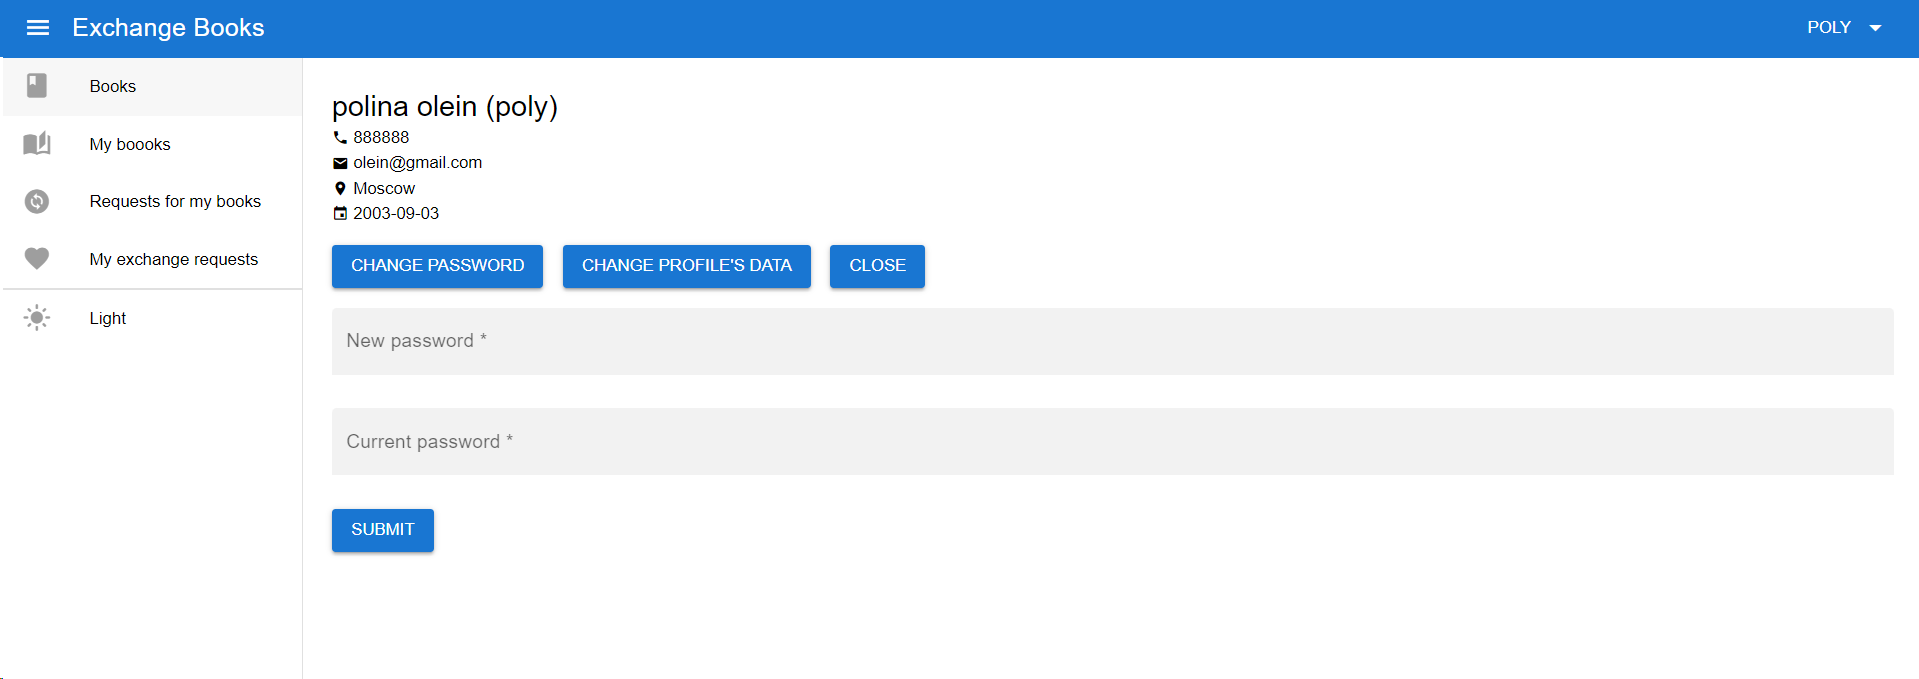 Exchange Books
POLY
Books
My boooks
Requests for my books
My exchange requests
Light
polina olein (poly)
888888
olein@gmail.com
Moscow
2003-09-03
CHANGE PASSWORD
CHANGE PROFILE'S DATA
CLOSE
New password *
Current password *
SUBMIT